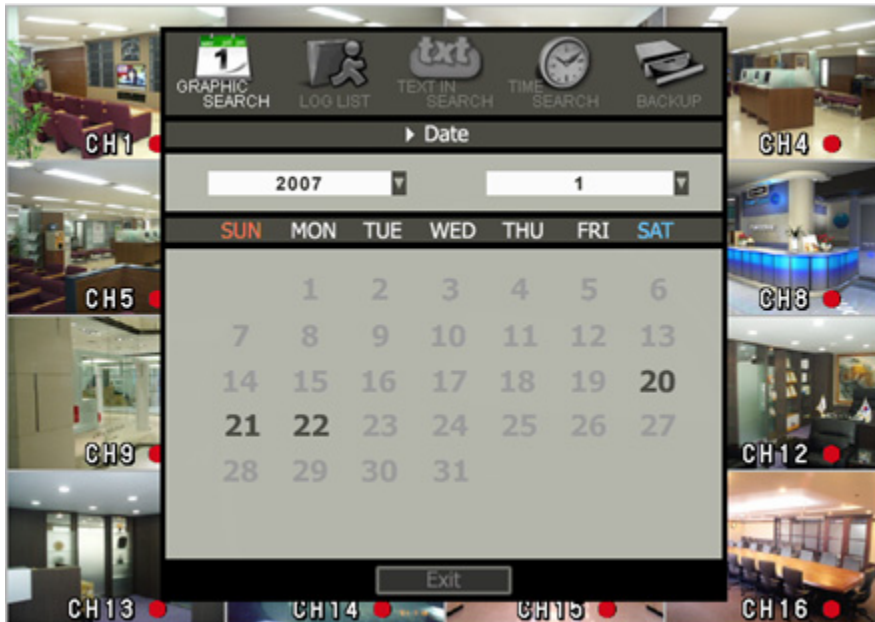 1
GRAPHIC
SEARCH
LOG LIST
txt
TEXT IN
SEARCH
TIME
SEARCH
BACKUP
Date
2007
1
SUN MON TUE WED THU FRI SAT
1 2 3 4 5 6
7 8 9 10 11 12 13
14 15 16 17 18 19 20
21 22 23 24 25 26 27
28 29 30 31
Exit
CH1
CH4
CH5
CH8
CH9
CH12
CH13
CH14
CH15
CH16